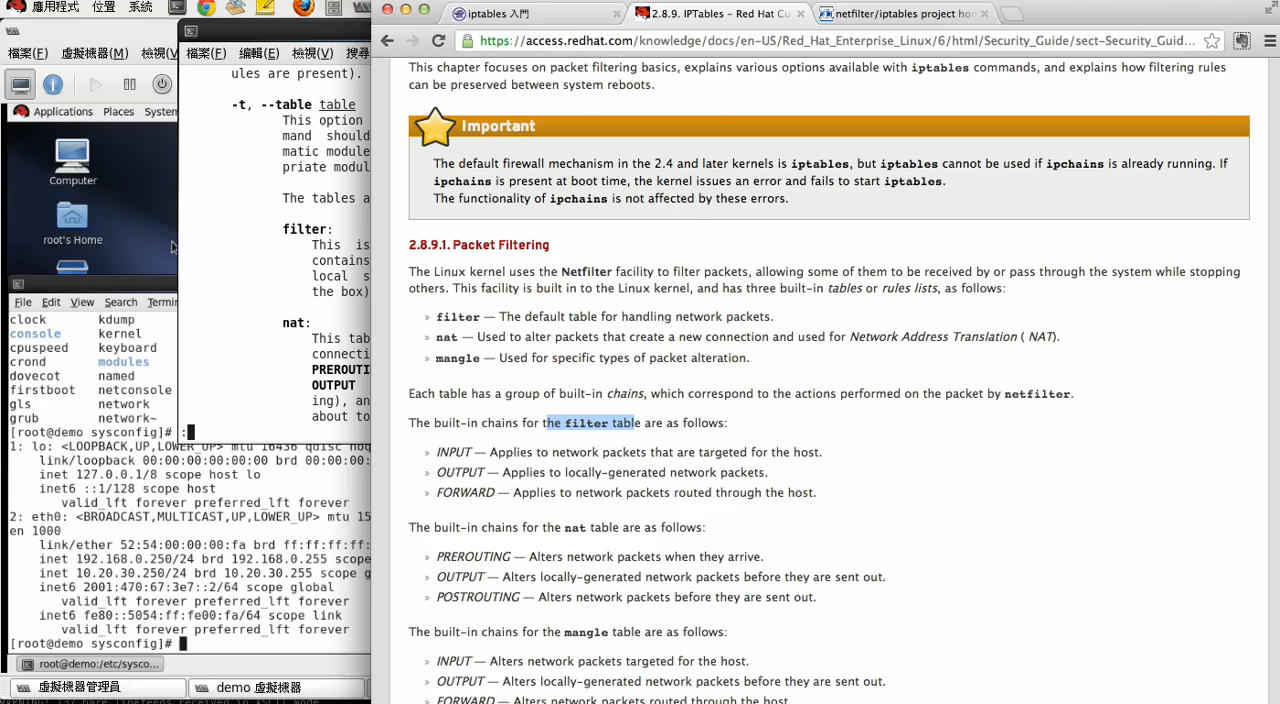 應用程式 位置 系統
檔案(F) 虛擬機器(M) 檢視(V)
Applications Places System
Computer
root's Home
File Edit View Search Termin
clock kdump
console kernel
cpuspeed keyboard
crond modules
dovecot named
firstboot netconsole
gls network
grub network~
[root@demo sysconfig]#
1: lo: <LOOPBACK,UP,LOWER_UP> mtu 16436 qdisc noq
link/loopback 00:00:00:00:00:00 brd 00:00:00:
inet 127.0.0.1/8 scope host lo
inet6 ::1/128 scope host
valid_lft forever preferred_lft forever
2: eth0: <BROADCAST,MULTICAST,UP,LOWER_UP> mtu 15
en 1000
link/ether 52:54:00:00:00:fa brd ff:ff:ff:ff:
inet 192.168.0.250/24 brd 192.168.0.255 scope
inet 10.20.30.250/24 brd 10.20.30.255 scope g
inet6 2001:470:67:3e7::2/64 scope global
valid_lft forever preferred_lft forever
inet6 fe80::5054:ff:fe00:fa/64 scope link
valid_lft forever preferred_lft forever
[root@demo sysconfig]#
root@demo:/etc/sysco...
虛擬機器管理員
demo 虛擬機器
檔案(F) 編輯(E) 檢視(V) 搜尋
ules are present).
-t, --table table
This option
mand should
matic module
priate modul
The tables a
filter:
This is
contains
local s
the box)
nat:
This tab
connecti
PREROUTI
OUTPUT
ing), an
about to
:
iptables 入門
2.8.9. IPTables – Red Hat Cu
netfilter/iptables project hom
https://access.redhat.com/knowledge/docs/en-US/Red_Hat_Enterprise_Linux/6/html/Security_Guide/sect-Security_Guid...
This chapter focuses on packet filtering basics, explains various options available with iptables commands, and explains how filtering rules
can be preserved between system reboots.
Important
The default firewall mechanism in the 2.4 and later kernels is iptables, but iptables cannot be used if ipchains is already running. If
ipchains is present at boot time, the kernel issues an error and fails to start iptables.
The functionality of ipchains is not affected by these errors.
2.8.9.1. Packet Filtering
The Linux kernel uses the Netfilter facility to filter packets, allowing some of them to be received by or pass through the system while stopping
others. This facility is built in to the Linux kernel, and has three built-in tables or rules lists, as follows:
» filter — The default table for handling network packets.
» nat — Used to alter packets that create a new connection and used for Network Address Translation ( NAT).
» mangle — Used for specific types of packet alteration.
Each table has a group of built-in chains, which correspond to the actions performed on the packet by netfilter.
The built-in chains for the filter table are as follows:
» INPUT — Applies to network packets that are targeted for the host.
» OUTPUT — Applies to locally-generated network packets.
» FORWARD — Applies to network packets routed through the host.
The built-in chains for the nat table are as follows:
» PREROUTING — Alters network packets when they arrive.
» OUTPUT — Alters locally-generated network packets before they are sent out.
» POSTROUTING — Alters network packets before they are sent out.
The built-in chains for the mangle table are as follows:
» INPUT — Alters network packets targeted for the host.
» OUTPUT — Alters locally-generated network packets before they are sent out.
» FORWARD — Alters network packets routed through the host.